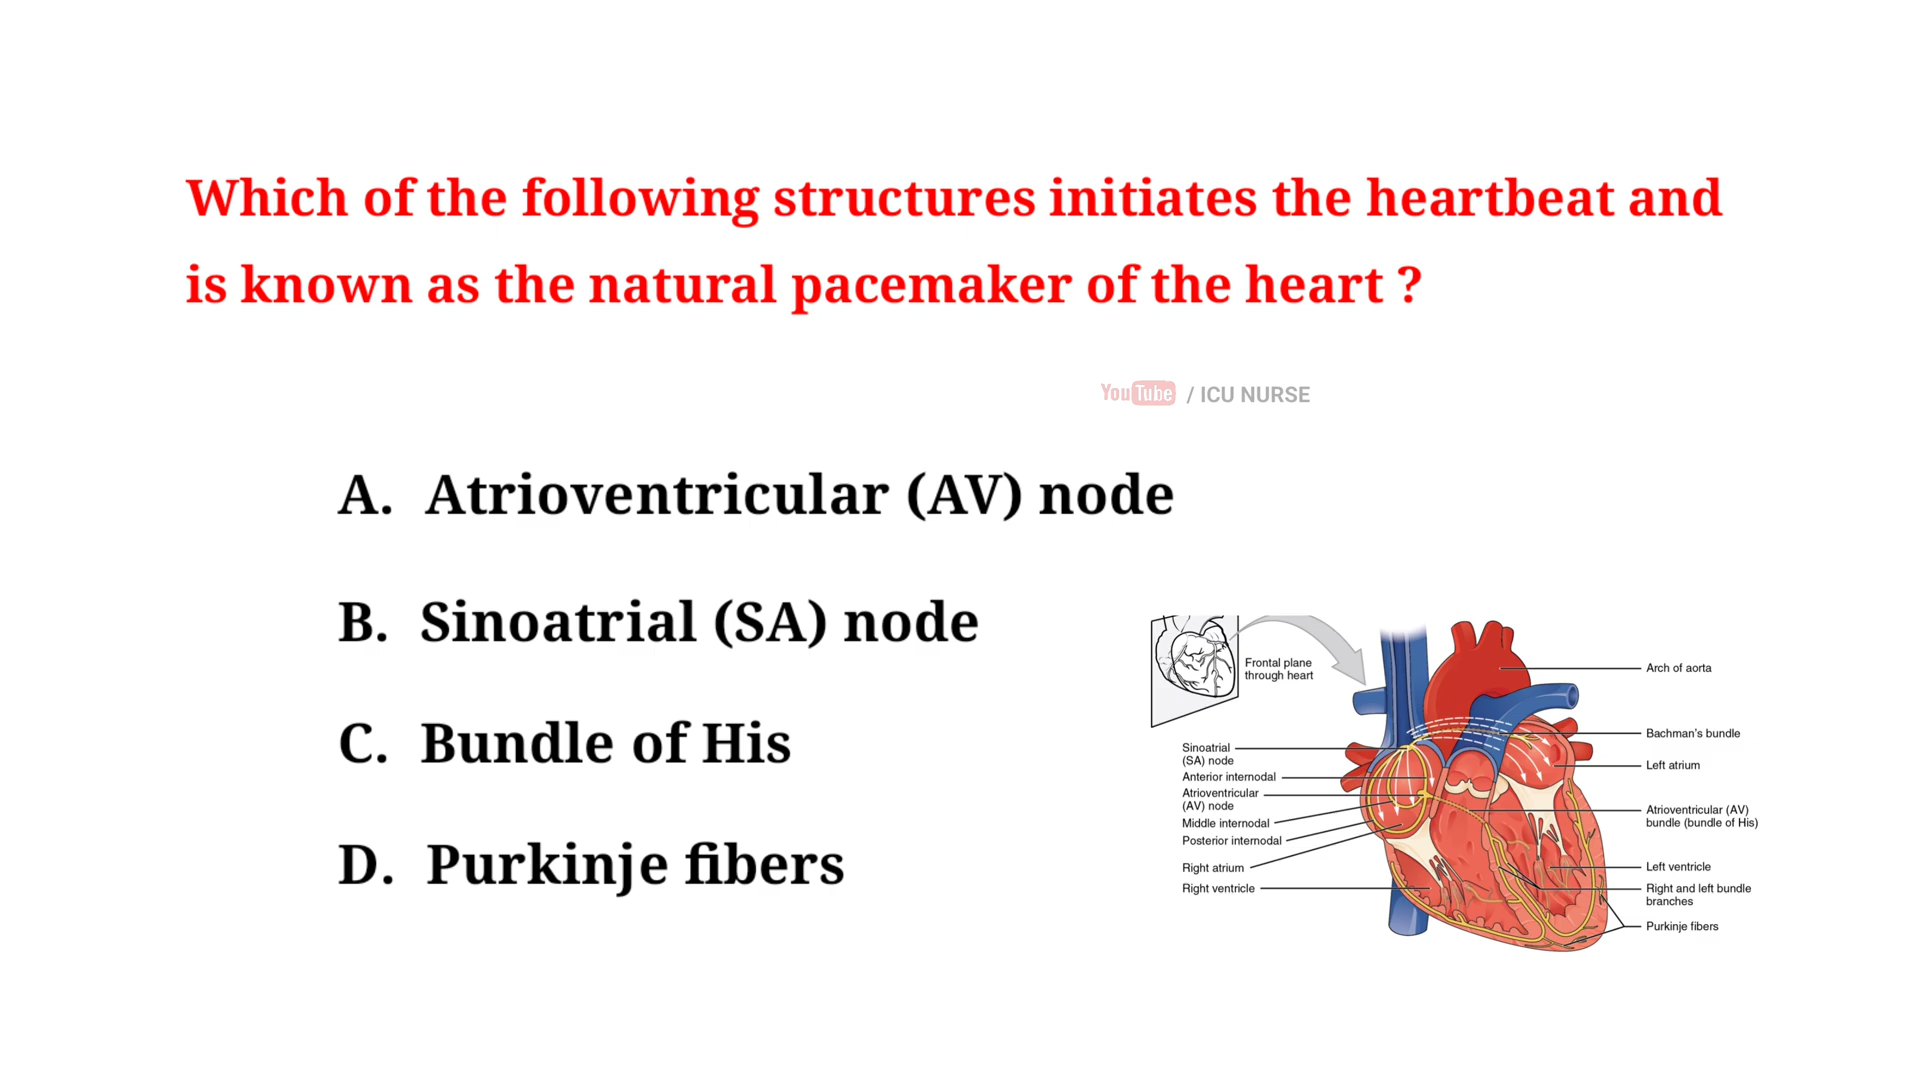 Which of the following structures initiates the heartbeat and
is known as the natural pacemaker of the heart ?
YouTube / ICU NURSE
A. Atrioventricular (AV) node
B. Sinoatrial (SA) node
C. Bundle of His
D. Purkinje fibers
Frontal plane
through heart
Sinoatrial
(SA) node
Anterior internodal
Atrioventricular
(AV) node
Middle internodal
Posterior internodal
Right atrium
Right ventricle
Arch of aorta
Bachman's bundle
Left atrium
Atrioventricular (AV)
bundle (bundle of His)
Left ventricle
Right and left bundle
branches
Purkinje fibers